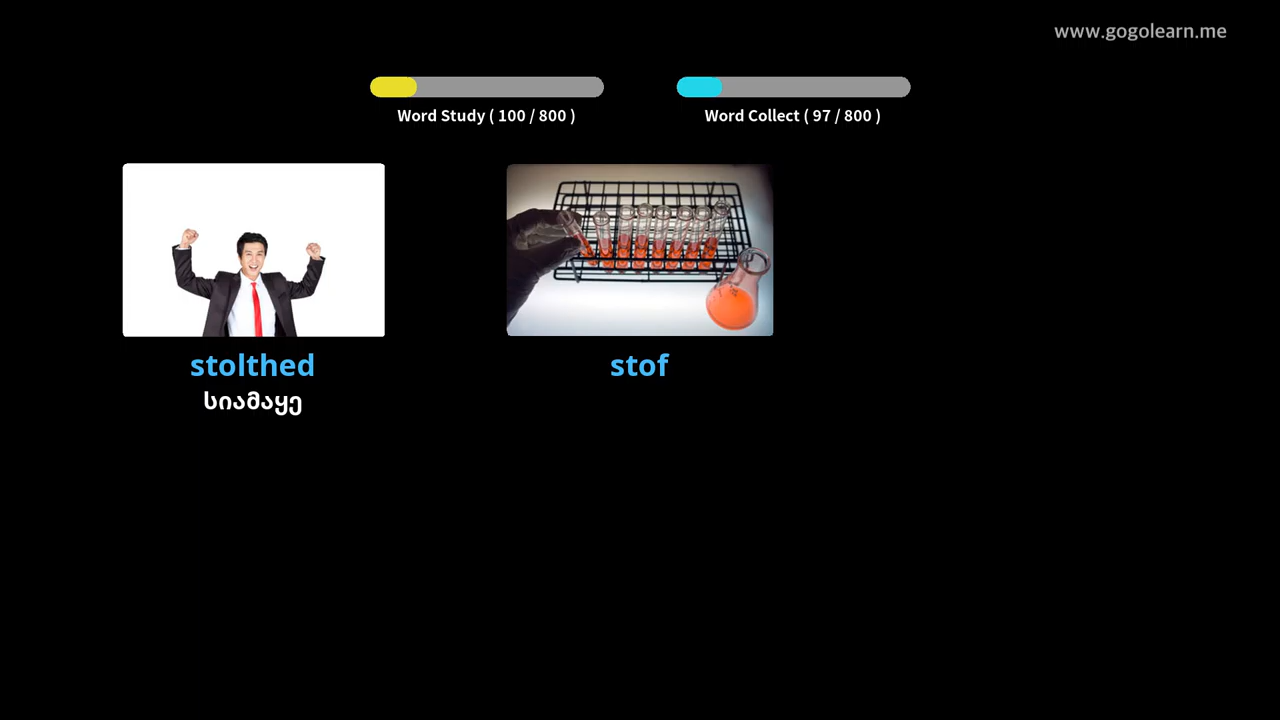 www.gogolearn.me
Word Study ( 100 / 800 )
Word Collect ( 97 / 800 )
stolthed
სიამაყე
stof